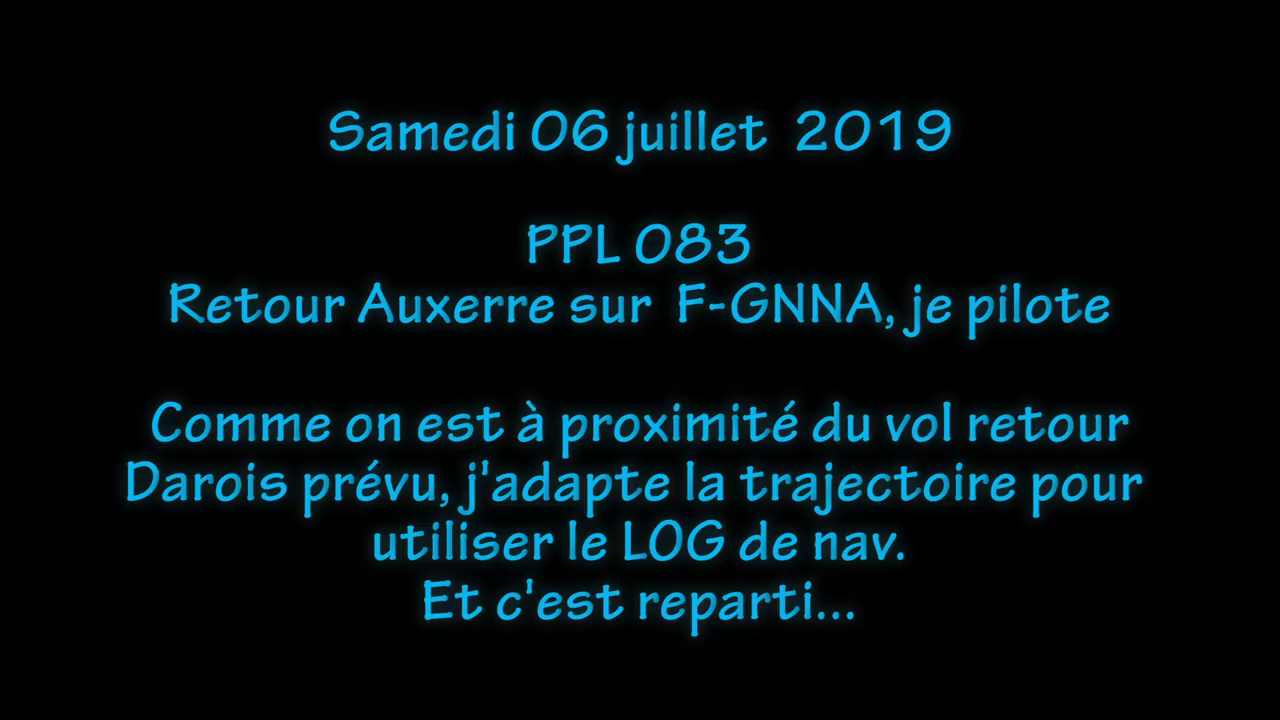 Samedi 06 juillet 2019
PPL 083
Retour Auxerre sur F-GNNA, je pilote
Comme on est à proximité du vol retour
Darois prévu, j'adapte la trajectoire pour
utiliser le LOG de nav.
Et c'est reparti...